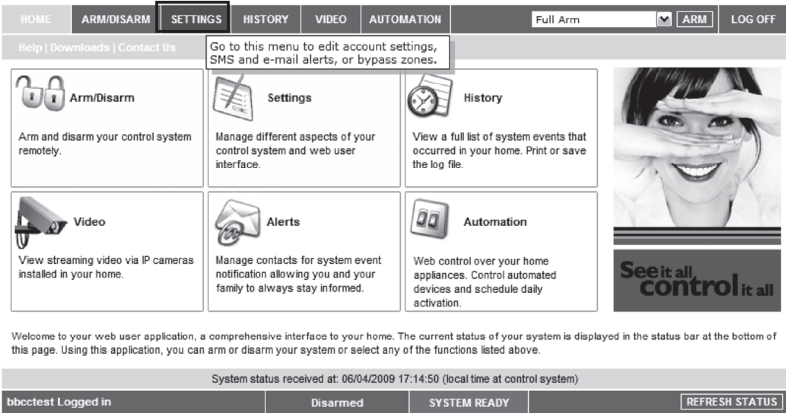 HOME ARM/DISARM SETTINGS HISTORY VIDEO AUTOMATION Full Arm ARM LOG OFF
Help | Downloads | Contact Us
Go to this menu to edit account settings,
SMS and e-mail alerts, or bypass zones.
Arm/Disarm
Arm and disarm your control system
remotely.
Settings
Manage different aspects of your
control system and web user
interface.
History
View a full list of system events that
occurred in your home. Print or save
the log file.
Video
View streaming video via IP cameras
installed in your home.
Alerts
Manage contacts for system event
notification allowing you and your
family to always stay informed.
Automation
Web control over your home
appliances. Control automated
devices and schedule daily
activation.
See it all
control it all
Welcome to your web user application, a comprehensive interface to your home. The current status of your system is displayed in the status bar at the bottom of
this page. Using this application, you can arm or disarm your system or select any of the functions listed above.
System status received at: 06/04/2009 17:14:50 (local time at control system)
bbcctest Logged in Disarmed SYSTEM READY REFRESH STATUS